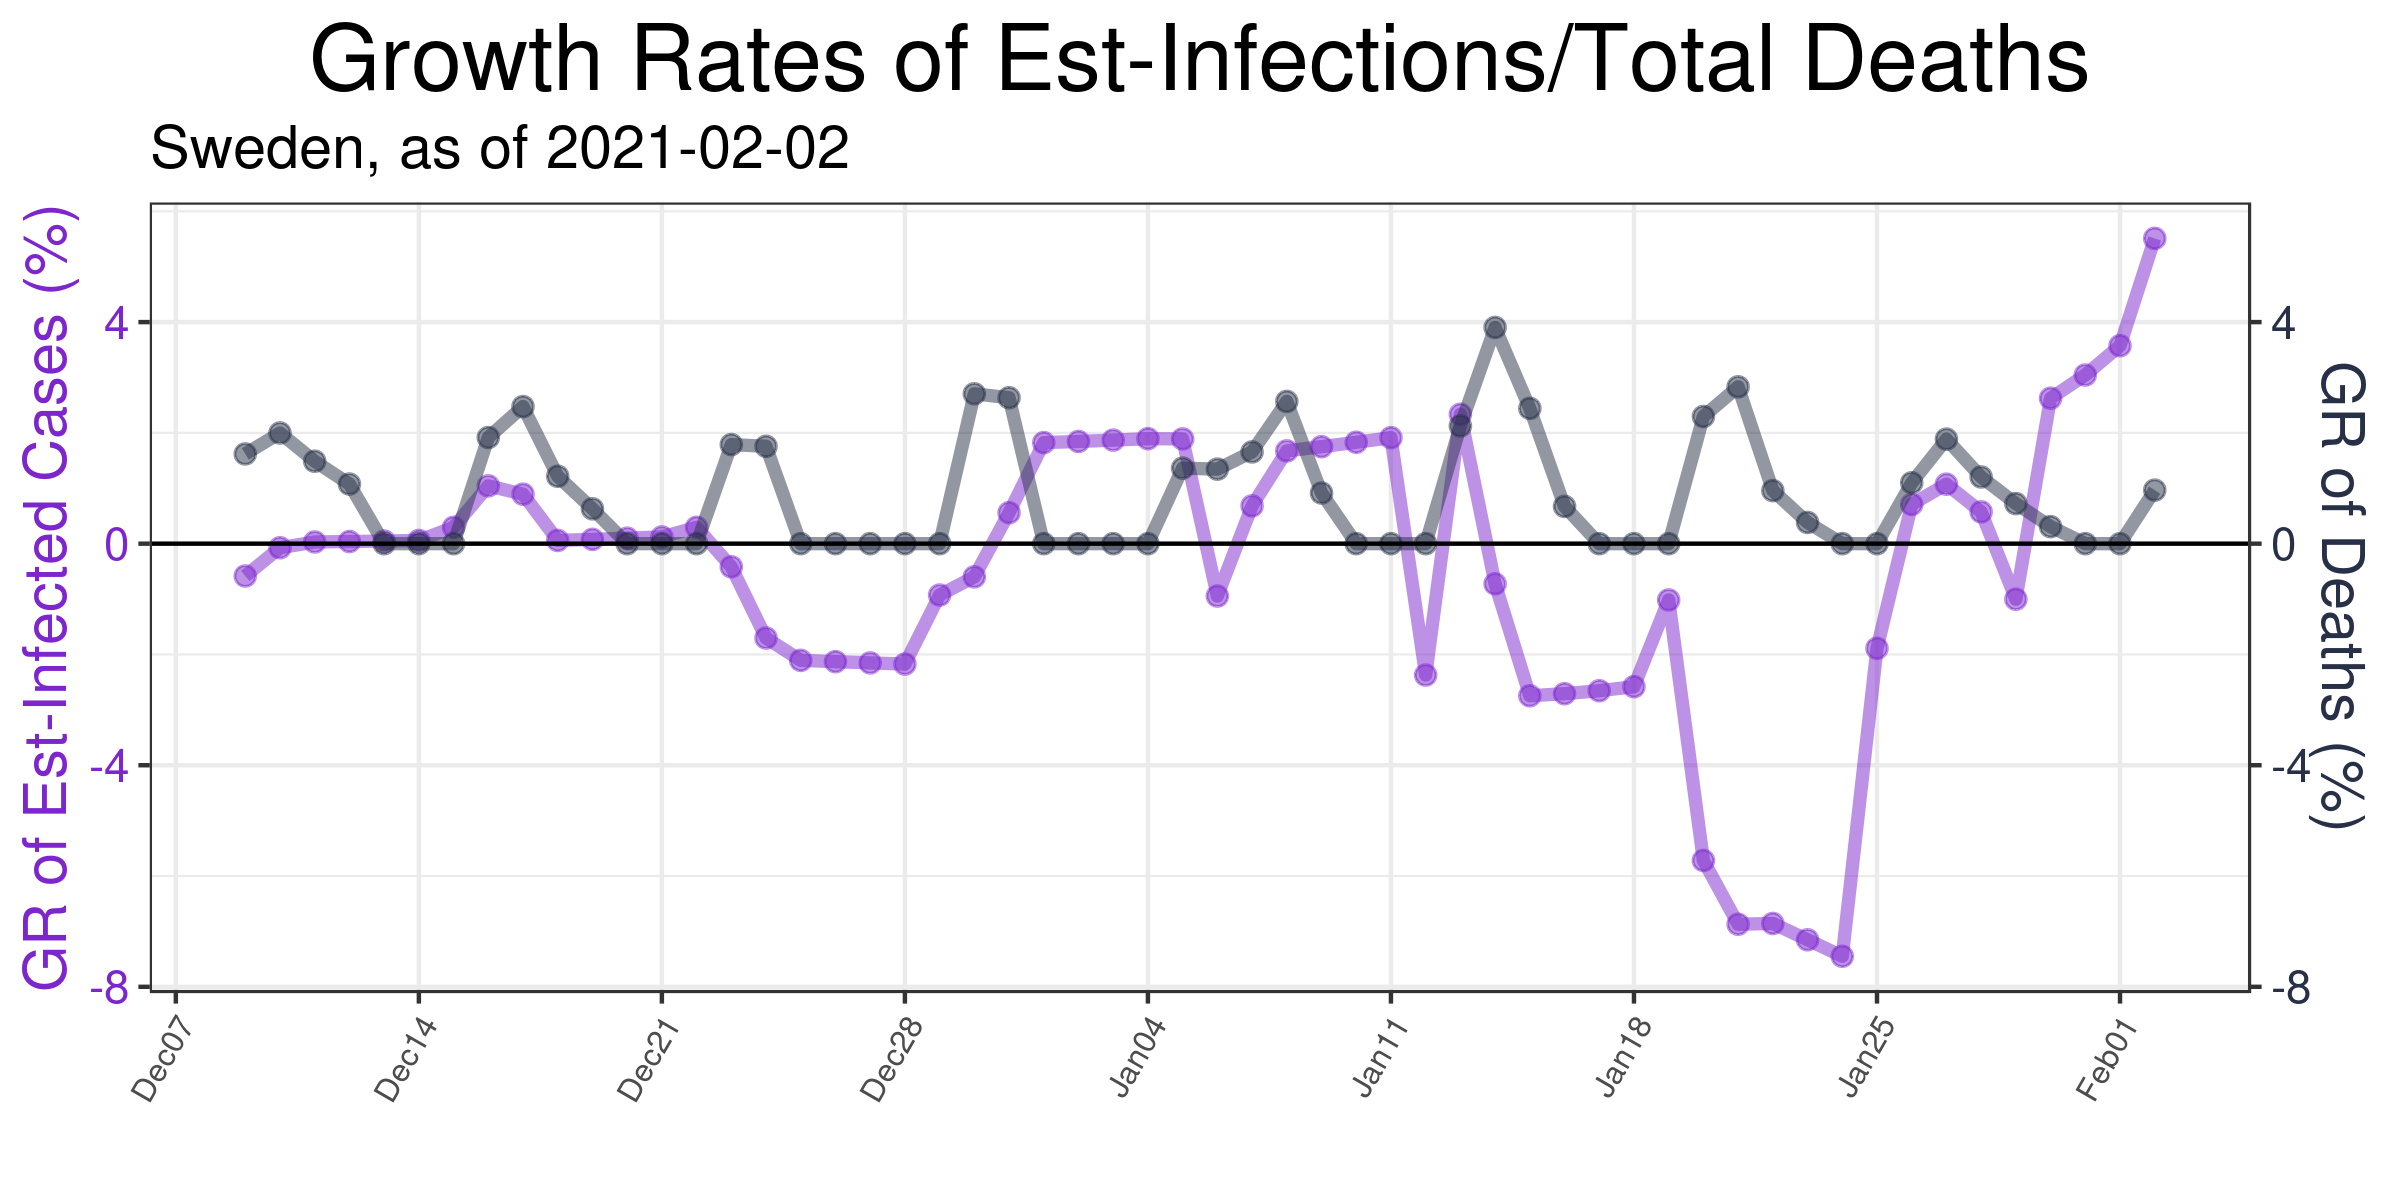 Growth Rates of Est-Infections/Total Deaths
Sweden, as of 2021-02-02
GR of Est-Infected Cases (%)
4
0
-4
-8
4
0
-4
-8
GR of Deaths (%)
Dec07
Dec14
Dec21
Dec28
Jan04
Jan11
Jan18
Jan25
Feb01